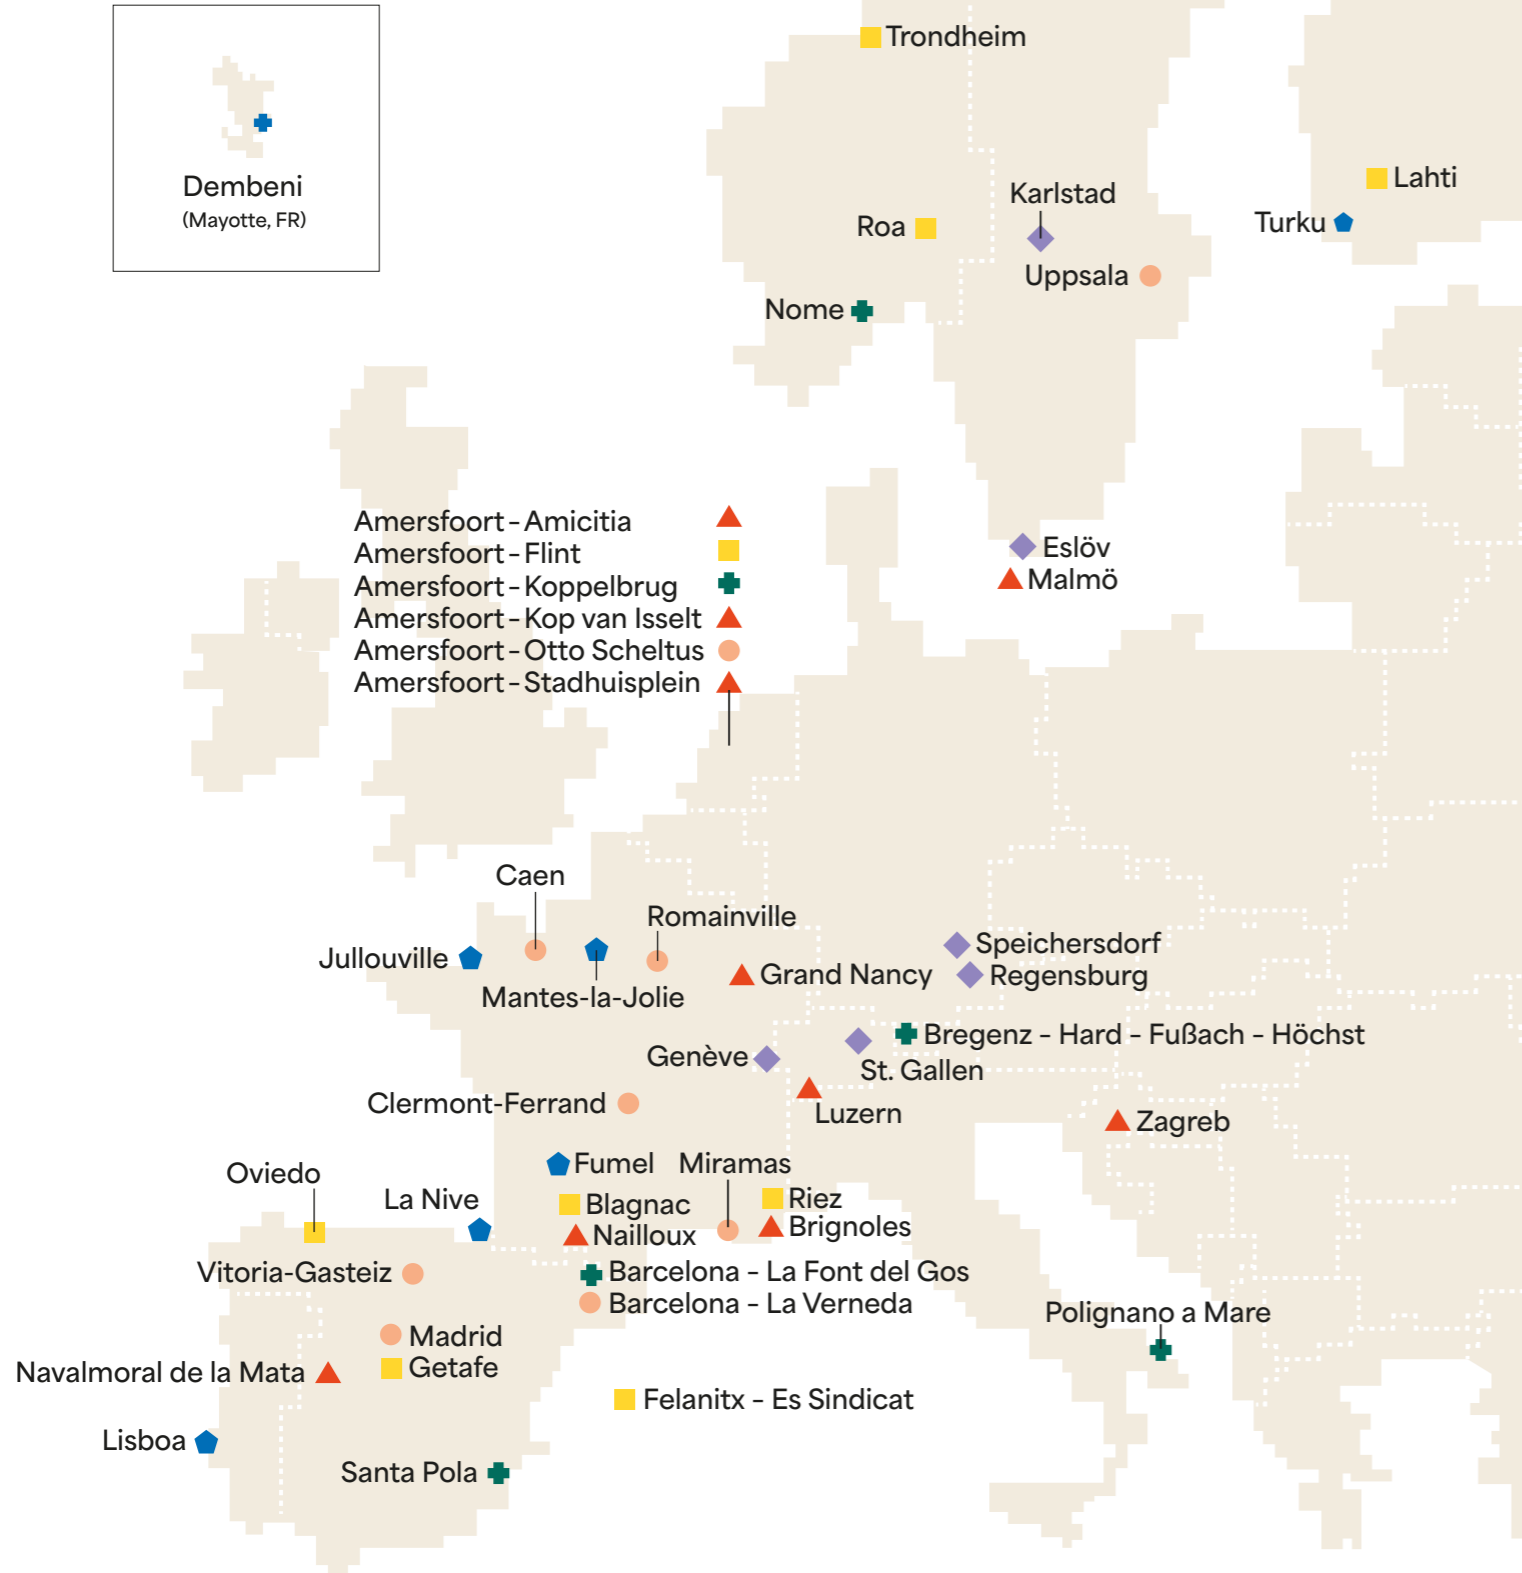 Trondheim
Dembeni
(Mayotte, FR)
Lahti
Karlstad
Turku
Roa
Uppsala
Nome
Amersfoort – Amicitia
Amersfoort – Flint
Amersfoort – Koppelbrug
Amersfoort – Kop van Isselt
Amersfoort – Otto Scheltus
Amersfoort – Stadhuisplein
Eslöv
Malmö
Caen
Romainville
Jullouville
Speichersdorf
Grand Nancy
Regensburg
Mantes-la-Jolie
Bregenz – Hard – Fußach – Höchst
Genève
St. Gallen
Clermont-Ferrand
Luzern
Zagreb
Fumel
Miramas
Oviedo
La Nive
Blagnac
Riez
Nailloux
Brignoles
Vitoria-Gasteiz
Barcelona – La Font del Gos
Barcelona – La Verneda
Polignano a Mare
Madrid
Getafe
Navalmoral de la Mata
Felanitx – Es Sindicat
Lisboa
Santa Pola